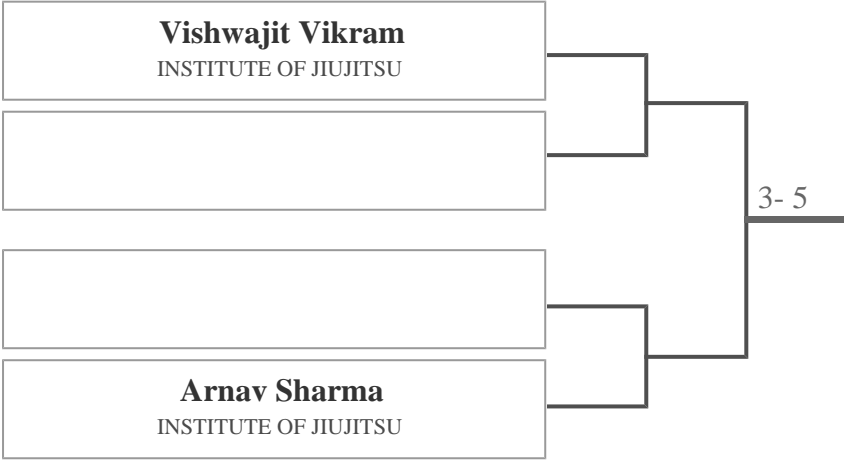 Vishwajit Vikram
INSTITUTE OF JIUJITSU
3- 5
Arnav Sharma
INSTITUTE OF JIUJITSU